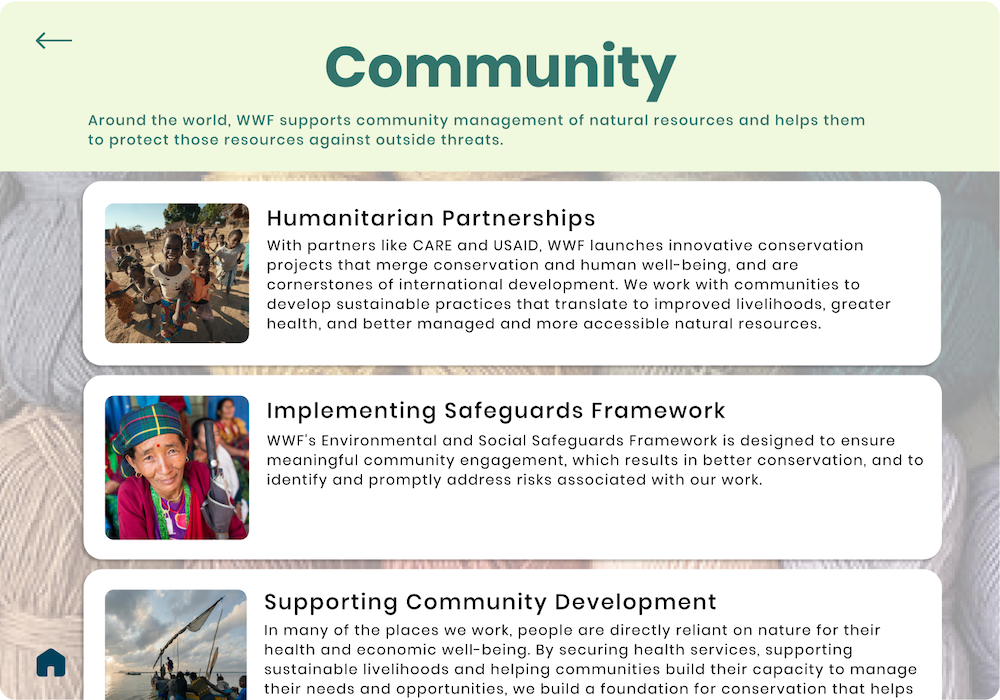 Community
Around the world, WWF supports community management of natural resources and helps them
to protect those resources against outside threats.
Humanitarian Partnerships
With partners like CARE and USAID, WWF launches innovative conservation
projects that merge conservation and human well-being, and are
cornerstones of international development. We work with communities to
develop sustainable practices that translate to improved livelihoods, greater
health, and better managed and more accessible natural resources.
Implementing Safeguards Framework
WWF's Environmental and Social Safeguards Framework is designed to ensure
meaningful community engagement, which results in better conservation, and to
identify and promptly address risks associated with our work.
Supporting Community Development
In many of the places we work, people are directly reliant on nature for their
health and economic well-being. By securing health services, supporting
sustainable livelihoods and helping communities build their capacity to manage
their needs and opportunities, we build a foundation for conservation that helps